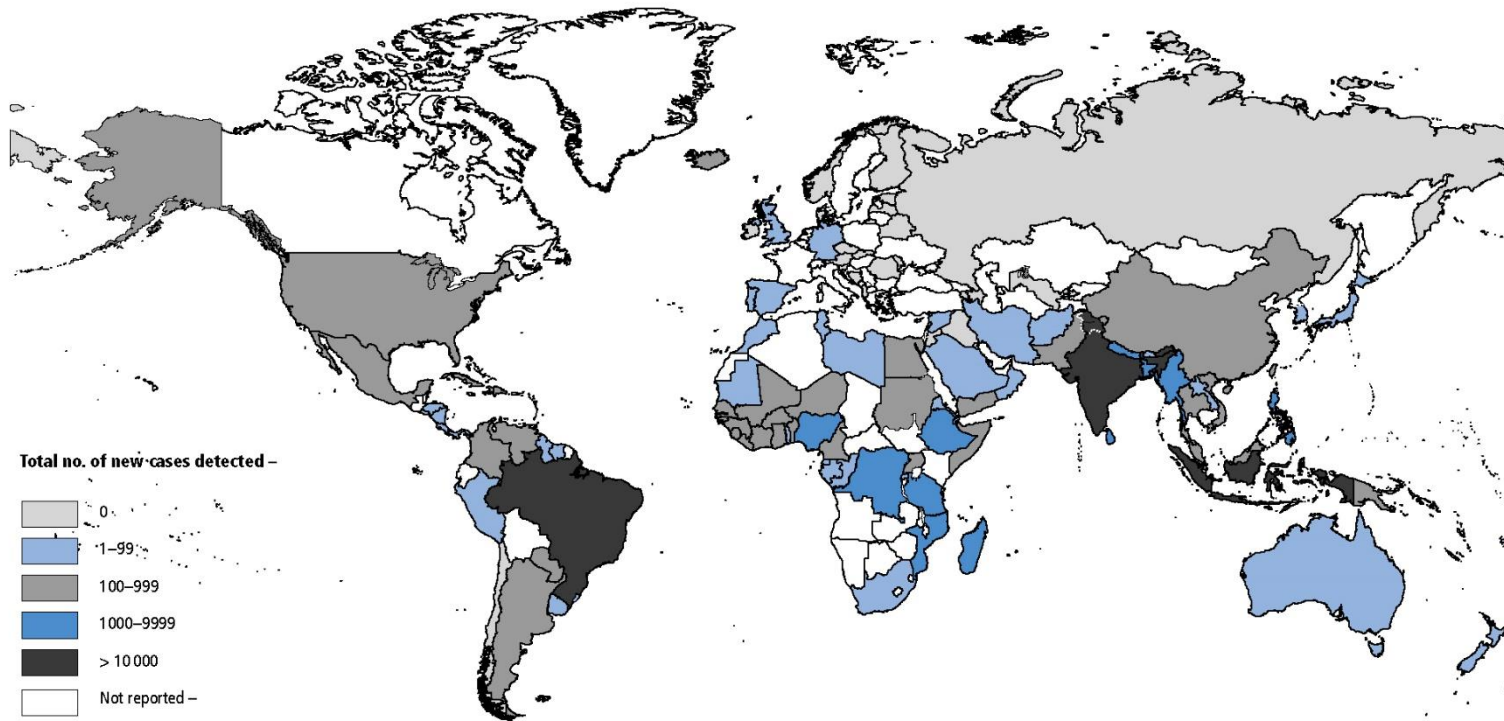 Total no. of new cases detected –
0
1–99
100–999
1000–9999
> 10 000
Not reported –